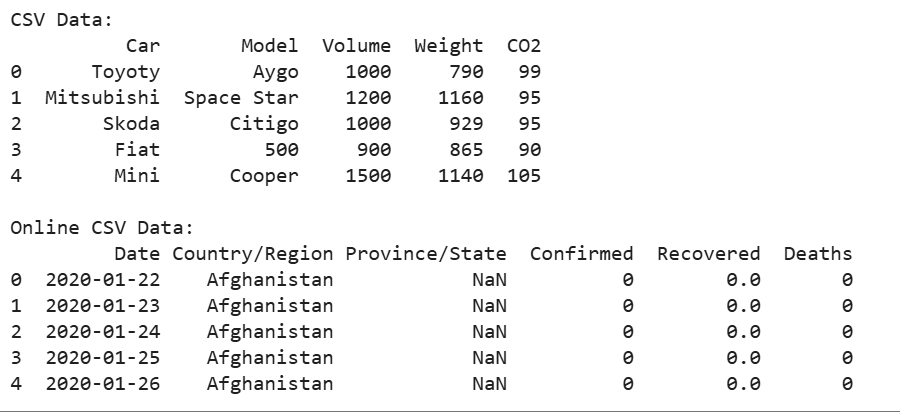 CSV Data:
Car Model Volume Weight CO2
0 Toyoty Aygo 1000 790 99
1 Mitsubishi Space Star 1200 1160 95
2 Skoda Citigo 1000 929 95
3 Fiat 500 900 865 90
4 Mini Cooper 1500 1140 105
Online CSV Data:
Date Country/Region Province/State Confirmed Recovered Deaths
0 2020-01-22 Afghanistan NaN 0 0.0 0
1 2020-01-23 Afghanistan NaN 0 0.0 0
2 2020-01-24 Afghanistan NaN 0 0.0 0
3 2020-01-25 Afghanistan NaN 0 0.0 0
4 2020-01-26 Afghanistan NaN 0 0.0 0